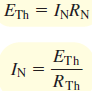 E_Th = I_N R_N
I_N = E_Th / R_Th